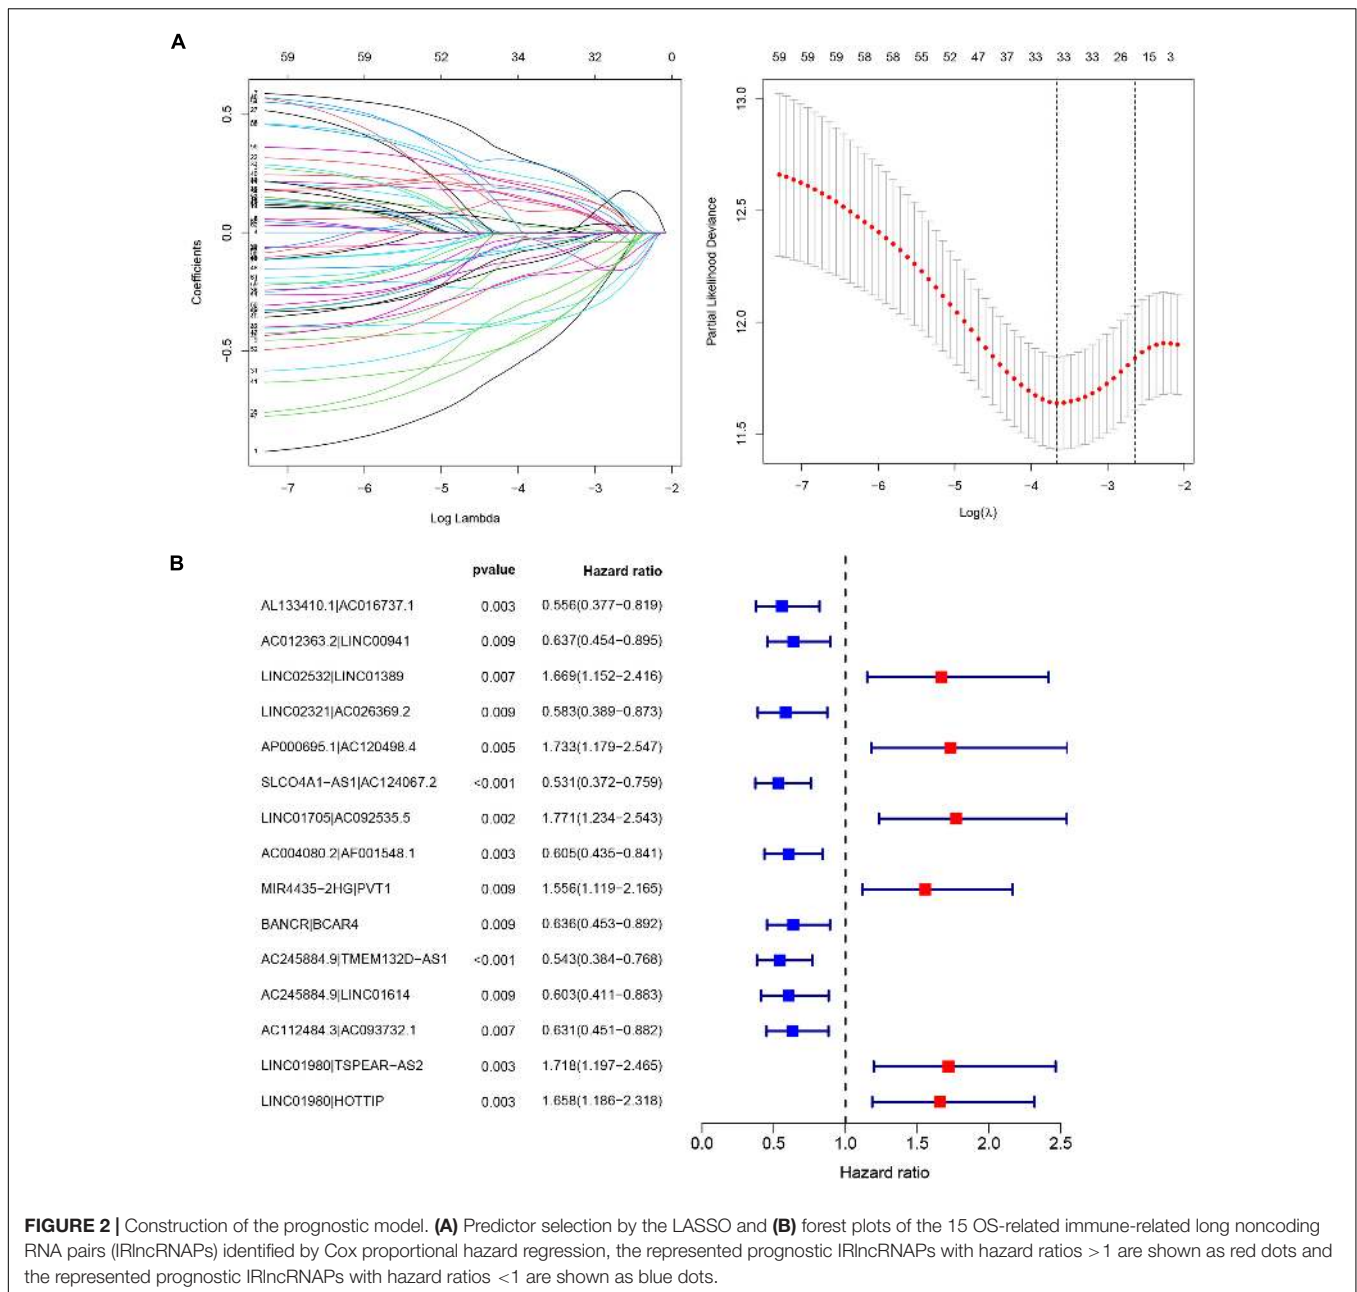 A
59 59 52 34 32 0
0.5
0.0
−0.5
Coefficients
−7 −6 −5 −4 −3 −2
Log Lambda
59 59 59 58 58 55 52 47 37 33 33 33 26 15 3
13.0
12.5
12.0
11.5
Partial Likelihood Deviance
−7 −6 −5 −4 −3 −2
Log(λ)
B
pvalue Hazard ratio
AL133410.1|AC016737.1 0.003 0.556(0.377−0.819)
AC012363.2|LINC00941 0.009 0.637(0.454−0.895)
LINC02532|LINC01389 0.007 1.669(1.152−2.416)
LINC02321|AC026369.2 0.009 0.583(0.389−0.873)
AP000695.1|AC120498.4 0.005 1.733(1.179−2.547)
SLCO4A1−AS1|AC124067.2 <0.001 0.531(0.372−0.759)
LINC01705|AC092535.5 0.002 1.771(1.234−2.543)
AC004080.2|AF001548.1 0.003 0.605(0.435−0.841)
MIR4435−2HG|PVT1 0.009 1.556(1.119−2.165)
BANCR|BCAR4 0.009 0.636(0.453−0.892)
AC245884.9|TMEM132D−AS1 <0.001 0.543(0.384−0.768)
AC245884.9|LINC01614 0.009 0.603(0.411−0.883)
AC112484.3|AC093732.1 0.007 0.631(0.451−0.882)
LINC01980|TSPEAR−AS2 0.003 1.718(1.197−2.465)
LINC01980|HOTTIP 0.003 1.658(1.186−2.318)
0.0 0.5 1.0 1.5 2.0 2.5
Hazard ratio
FIGURE 2 | Construction of the prognostic model. (A) Predictor selection by the LASSO and (B) forest plots of the 15 OS-related immune-related long noncoding
RNA pairs (IRlncRNAPs) identified by Cox proportional hazard regression, the represented prognostic IRlncRNAPs with hazard ratios >1 are shown as red dots and
the represented prognostic IRlncRNAPs with hazard ratios <1 are shown as blue dots.